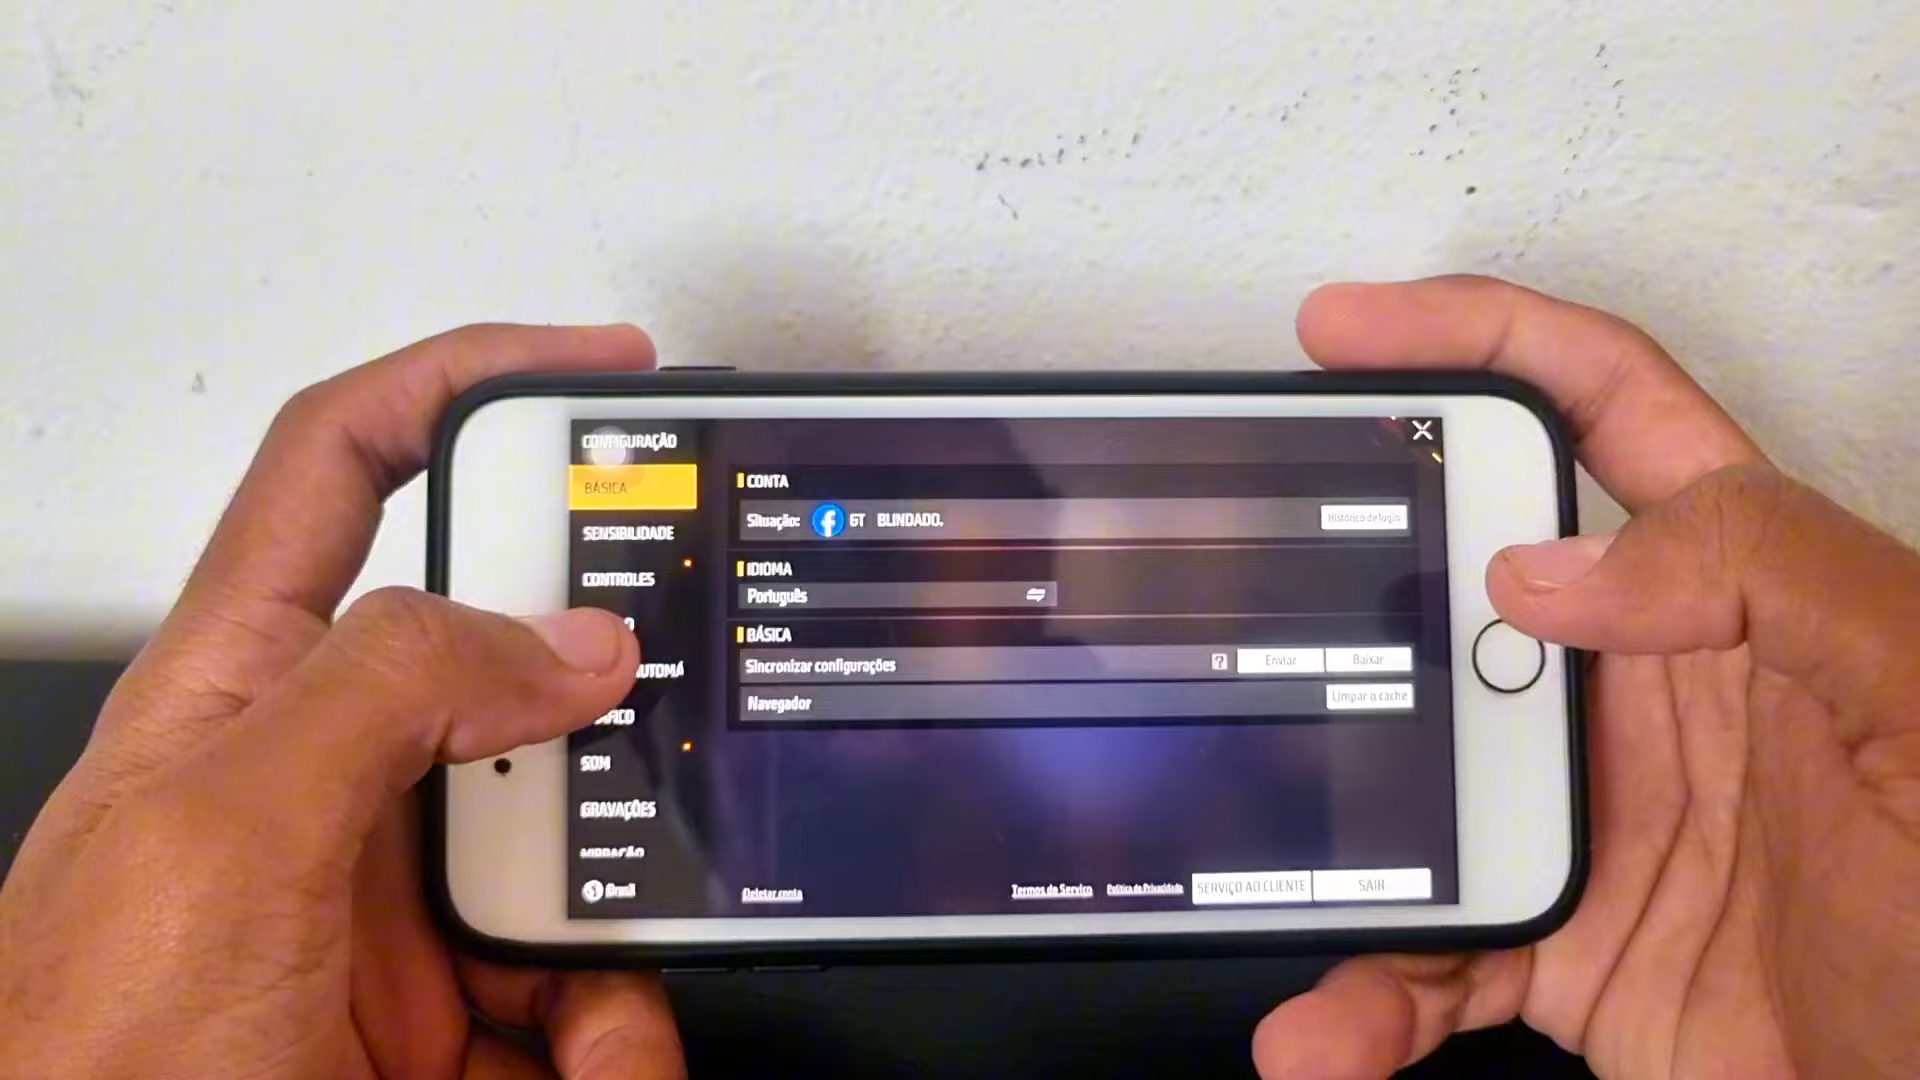 CONFIGURAÇÃO
BÁSICA
SENSIBILIDADE
CONTROLES
SOM
GRAVAÇÕES
VIBRAÇÃO
Brasil
CONTA
Situação: GT BLINDADO.
Histórico de login
IDIOMA
Português
BÁSICA
Sincronizar configurações ? Enviar Baixar
Navegador Limpar o cache
Deletar conta
Termos de Serviço Política de Privacidade SERVIÇO AO CLIENTE SAIR